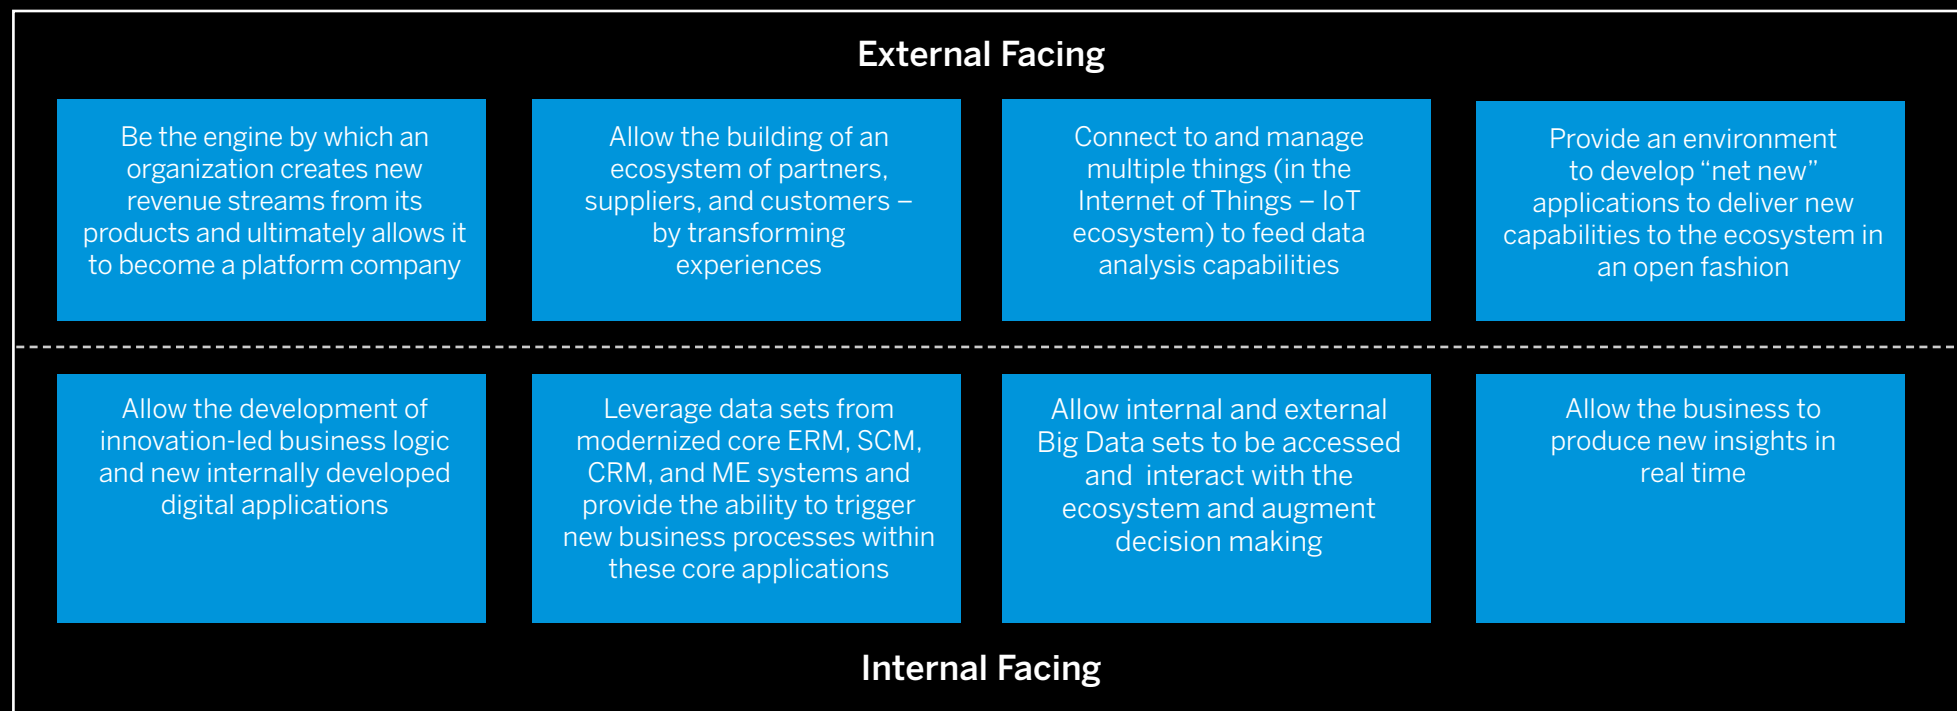 External Facing
Be the engine by which an
organization creates new
revenue streams from its
products and ultimately allows it
to become a platform company
Allow the building of an
ecosystem of partners,
suppliers, and customers –
by transforming
experiences
Connect to and manage
multiple things (in the
Internet of Things – IoT
ecosystem) to feed data
analysis capabilities
Provide an environment
to develop “net new”
applications to deliver new
capabilities to the ecosystem in
an open fashion
Allow the development of
innovation-led business logic
and new internally developed
digital applications
Leverage data sets from
modernized core ERM, SCM,
CRM, and ME systems and
provide the ability to trigger
new business processes within
these core applications
Allow internal and external
Big Data sets to be accessed
and interact with the
ecosystem and augment
decision making
Allow the business to
produce new insights in
real time
Internal Facing